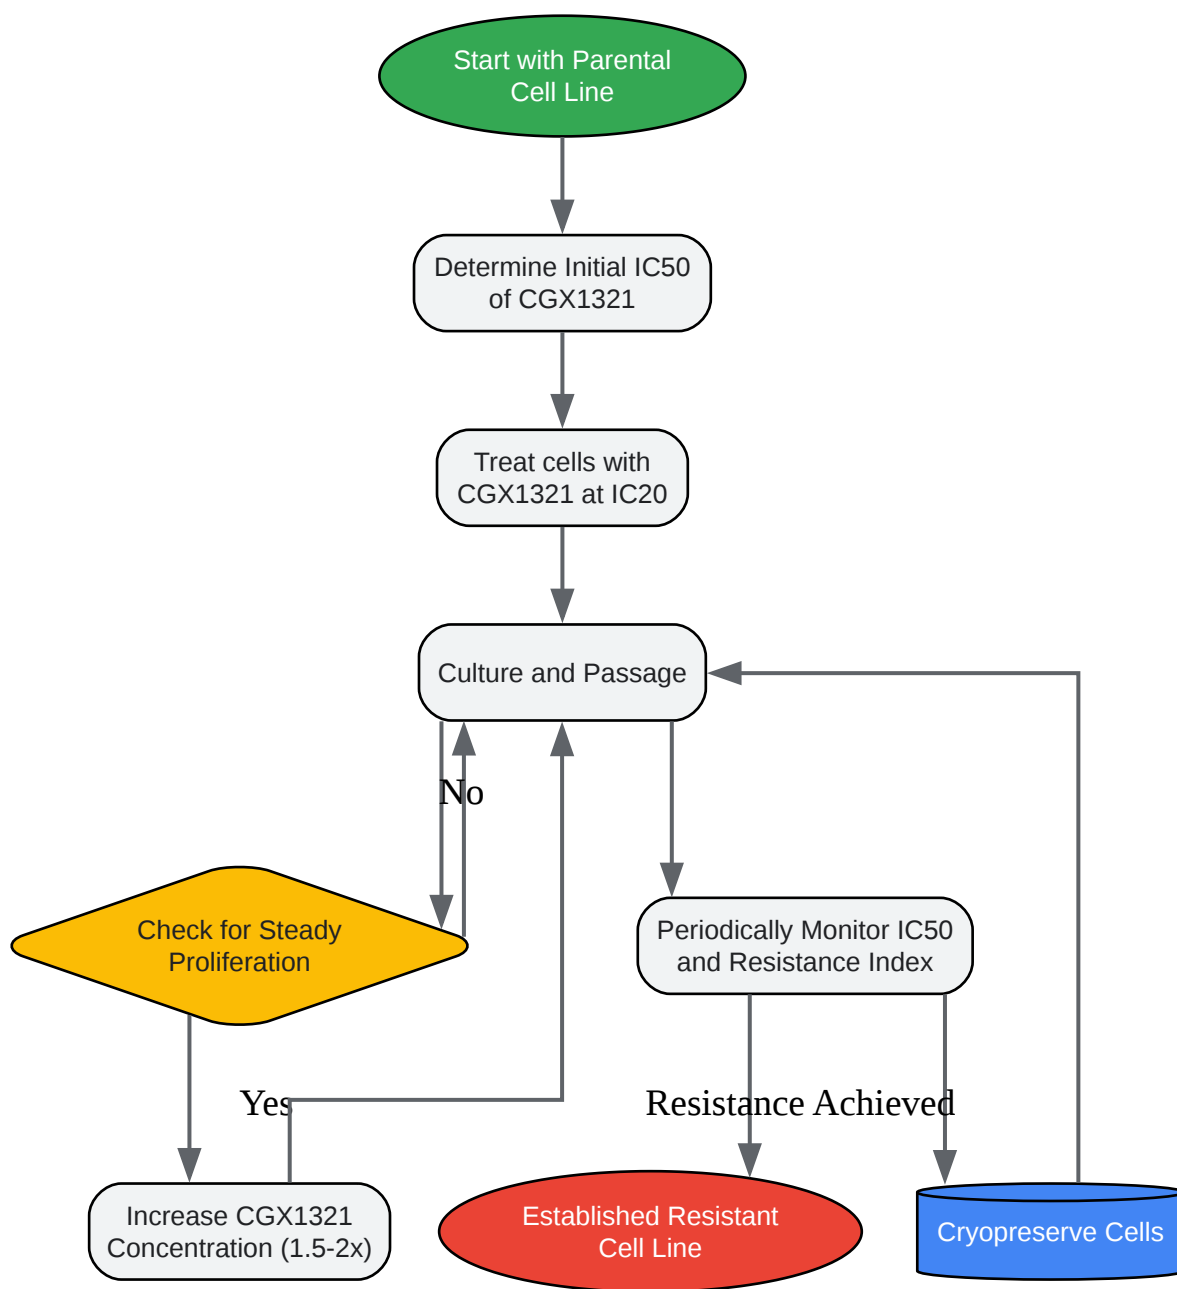 Start with Parental
Cell Line
Determine Initial IC50
of CGX1321
Treat cells with
CGX1321 at IC20
Culture and Passage
No
Check for Steady
Proliferation
Periodically Monitor IC50
and Resistance Index
Yes
Resistance Achieved
Increase CGX1321
Concentration (1.5-2x)
Established Resistant
Cell Line
Cryopreserve Cells